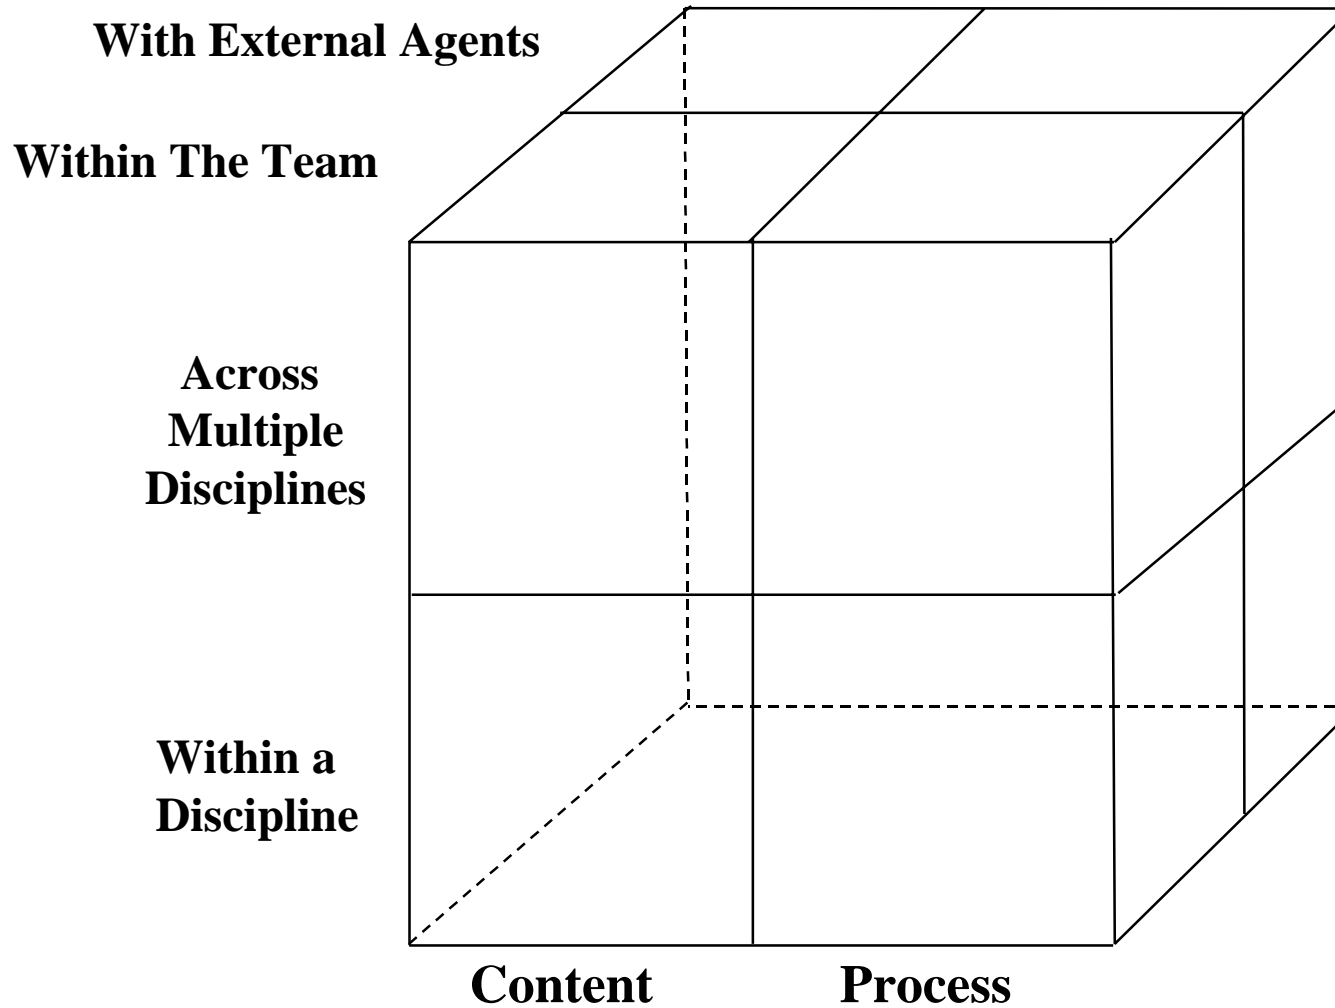 With External Agents
Within The Team
Across
Multiple
Disciplines
Within a
Discipline
Content
Process